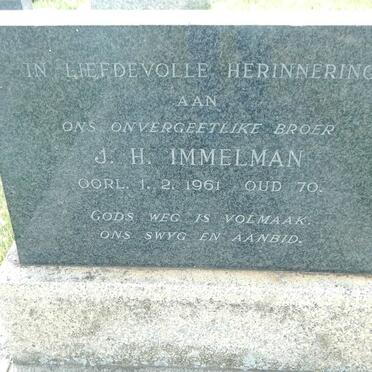 IN LIEFDEVOLLE HERINNERING
AAN
ONS ONVERGEETLIKE BROER
J. H. IMMELMAN
OORL. 1. 2. 1961 OUD 70.
GODS WEG IS VOLMAAK.
ONS SWYG EN AANBID.